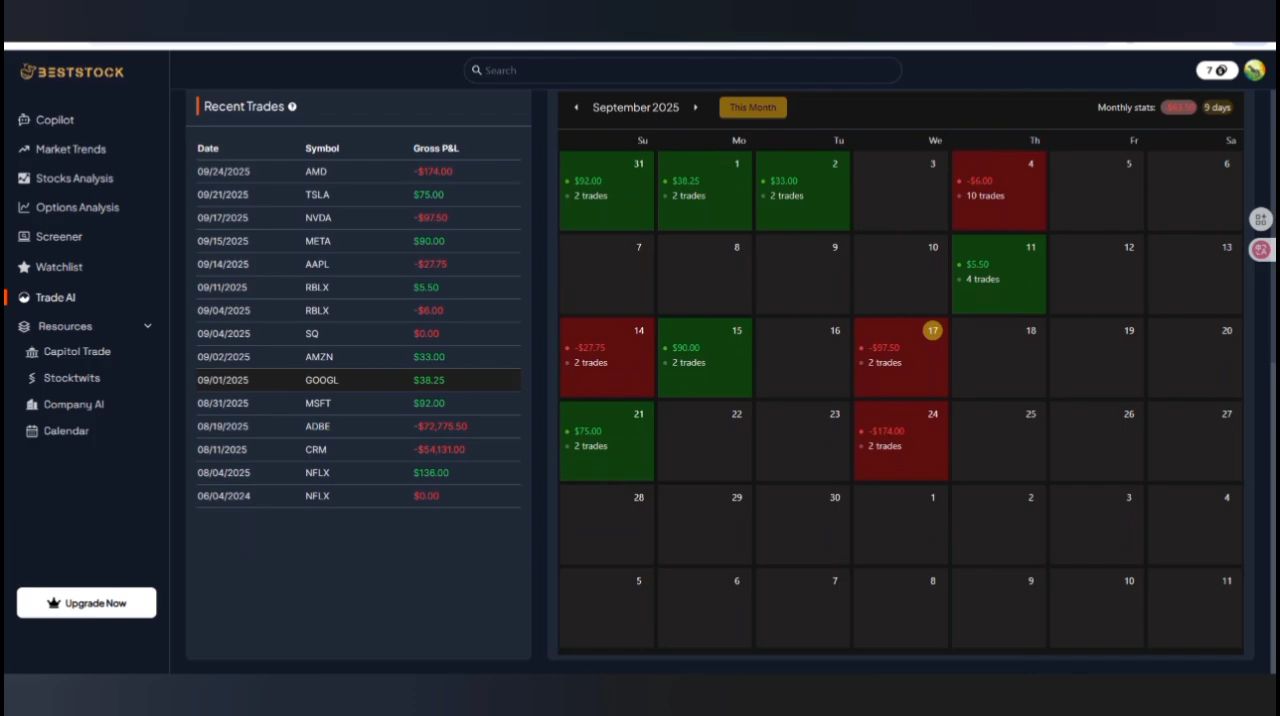 BESTSTOCK
Search
7
Copilot
Market Trends
Stocks Analysis
Options Analysis
Screener
Watchlist
Trade AI
Resources
Capitol Trade
Stocktwits
Company AI
Calendar
Upgrade Now
Recent Trades
Date Symbol Gross P&L
09/24/2025 AMD -$174.00
09/21/2025 TSLA $75.00
09/17/2025 NVDA -$97.50
09/15/2025 META $90.00
09/14/2025 AAPL -$27.75
09/11/2025 RBLX $5.50
09/04/2025 RBLX -$6.00
09/04/2025 SQ $0.00
09/02/2025 AMZN $33.00
09/01/2025 GOOGL $38.25
08/31/2025 MSFT $92.00
08/19/2025 ADBE -$72,775.50
08/11/2025 CRM -$54,131.00
08/04/2025 NFLX $136.00
06/04/2024 NFLX $0.00
September 2025 This Month Monthly stats: 9 days
Su Mo Tu We Th Fr Sa
31 1 2 3 4 5 6
$92.00 $38.25 $33.00 -$6.00
2 trades 2 trades 2 trades 10 trades
7 8 9 10 11 12 13
$5.50
4 trades
14 15 16 17 18 19 20
-$27.75 $90.00 -$97.50
2 trades 2 trades 2 trades
21 22 23 24 25 26 27
$75.00 -$174.00
2 trades 2 trades
28 29 30 1 2 3 4
5 6 7 8 9 10 11